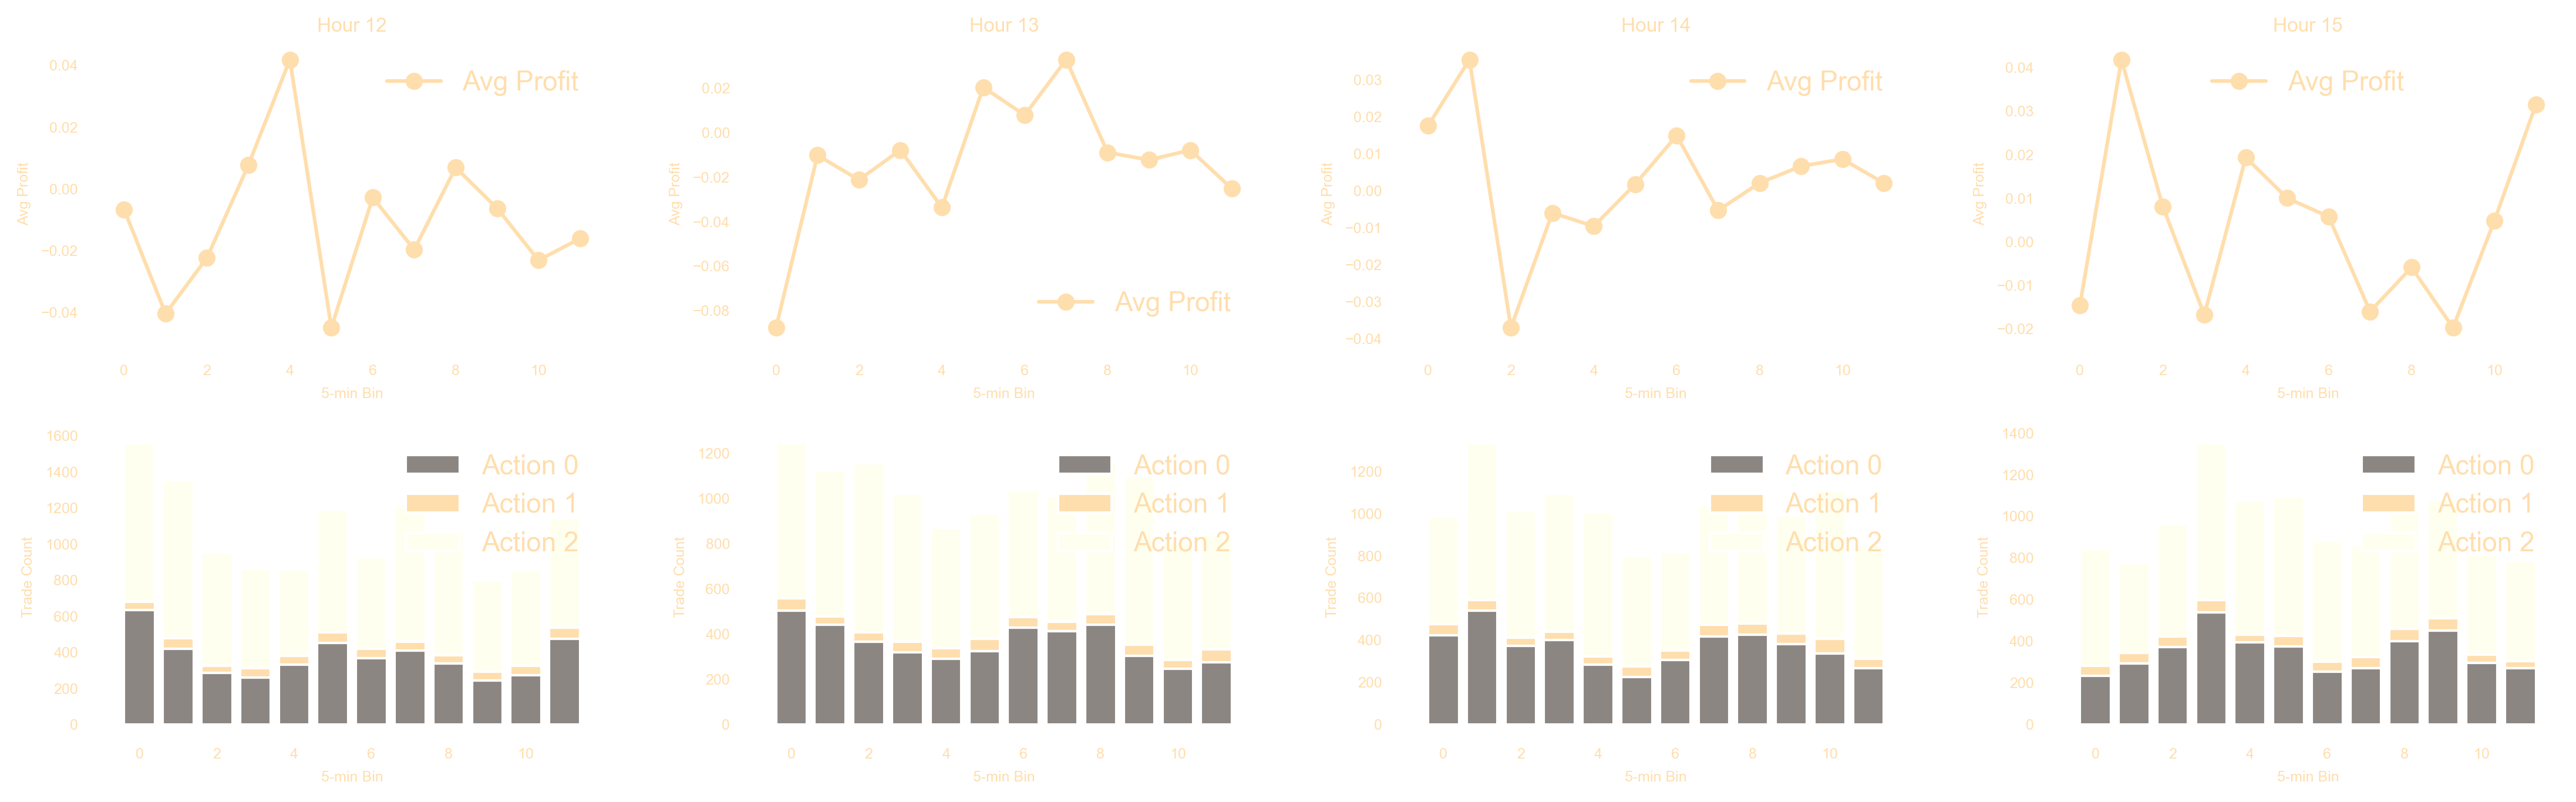 Hour 12
0.04
0.02
0.00
−0.02
−0.04
Avg Profit
Avg Profit
0 2 4 6 8 10
5-min Bin
Hour 13
0.02
0.00
−0.02
−0.04
−0.06
−0.08
Avg Profit
Avg Profit
0 2 4 6 8 10
5-min Bin
Hour 14
0.03
0.02
0.01
0.00
−0.01
−0.02
−0.03
−0.04
Avg Profit
Avg Profit
0 2 4 6 8 10
5-min Bin
Hour 15
0.04
0.03
0.02
0.01
0.00
−0.01
−0.02
Avg Profit
Avg Profit
0 2 4 6 8 10
5-min Bin
1600
1400
1200
1000
800
600
400
200
0
Trade Count
Action 0
Action 1
Action 2
0 2 4 6 8 10
5-min Bin
1200
1000
800
600
400
200
0
Trade Count
Action 0
Action 1
Action 2
0 2 4 6 8 10
5-min Bin
1200
1000
800
600
400
200
0
Trade Count
Action 0
Action 1
Action 2
0 2 4 6 8 10
5-min Bin
1400
1200
1000
800
600
400
200
0
Trade Count
Action 0
Action 1
Action 2
0 2 4 6 8 10
5-min Bin